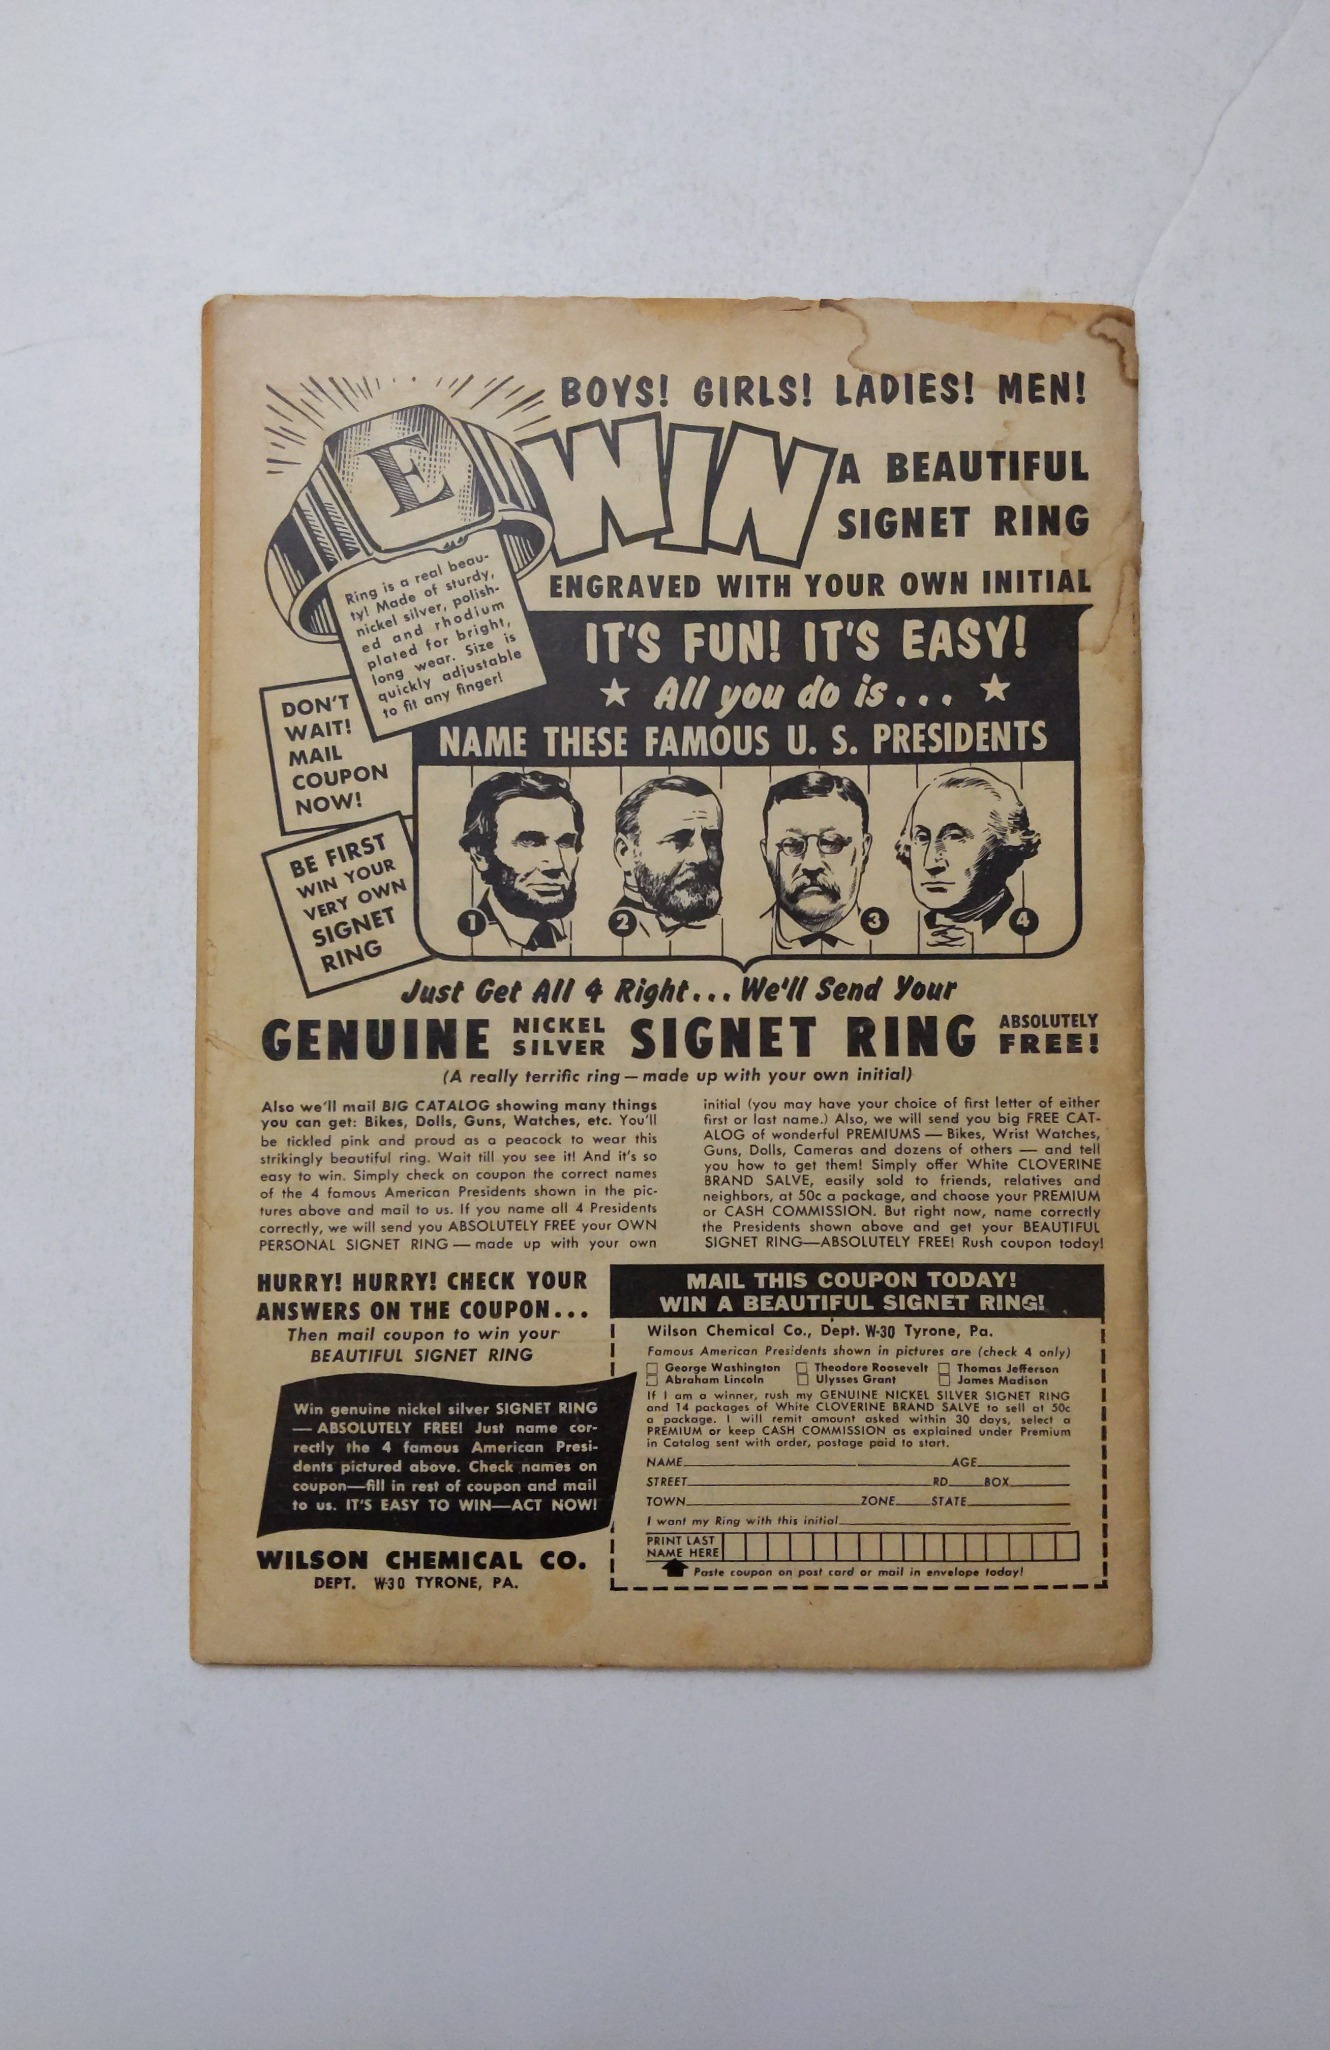 BOYS! GIRLS! LADIES! MEN!
WIN
A BEAUTIFUL
SIGNET RING
ENGRAVED WITH YOUR OWN INITIAL
E
Ring is a real beau-
ty! Made of sturdy,
nickel silver, polish-
ed and rhodium
plated for bright,
long wear. Size is
quickly adjustable
to fit any finger!
IT'S FUN! IT'S EASY!
★ All you do is... ★
NAME THESE FAMOUS U. S. PRESIDENTS
DON'T
WAIT!
MAIL
COUPON
NOW!
BE FIRST
WIN YOUR
VERY OWN
SIGNET
RING
1 2 3 4
Just Get All 4 Right... We'll Send Your
GENUINE NICKEL SILVER SIGNET RING ABSOLUTELY FREE!
(A really terrific ring — made up with your own initial)
Also we'll mail BIG CATALOG showing many things
you can get: Bikes, Dolls, Guns, Watches, etc. You'll
be tickled pink and proud as a peacock to wear this
strikingly beautiful ring. Wait till you see it! And it's so
easy to win. Simply check on coupon the correct names
of the 4 famous American Presidents shown in the pic-
tures above and mail to us. If you name all 4 Presidents
correctly, we will send you ABSOLUTELY FREE your OWN
PERSONAL SIGNET RING — made up with your own
initial (you may have your choice of first letter of either
first or last name.) Also, we will send you big FREE CAT-
ALOG of wonderful PREMIUMS — Bikes, Wrist Watches,
Guns, Dolls, Cameras and dozens of others — and tell
you how to get them! Simply offer White CLOVERINE
BRAND SALVE, easily sold to friends, relatives and
neighbors, at 50c a package, and choose your PREMIUM
or CASH COMMISSION. But right now, name correctly
the Presidents shown above and get your BEAUTIFUL
SIGNET RING—ABSOLUTELY FREE! Rush coupon today!
HURRY! HURRY! CHECK YOUR
ANSWERS ON THE COUPON...
Then mail coupon to win your
BEAUTIFUL SIGNET RING
Win genuine nickel silver SIGNET RING
— ABSOLUTELY FREE! Just name cor-
rectly the 4 famous American Presi-
dents pictured above. Check names on
coupon—fill in rest of coupon and mail
to us. IT'S EASY TO WIN—ACT NOW!
WILSON CHEMICAL CO.
DEPT. W-30 TYRONE, PA.
MAIL THIS COUPON TODAY!
WIN A BEAUTIFUL SIGNET RING!
Wilson Chemical Co., Dept. W-30 Tyrone, Pa.
Famous American Presidents shown in pictures are (check 4 only)
George Washington Theodore Roosevelt Thomas Jefferson
Abraham Lincoln Ulysses Grant James Madison
If I am a winner, rush my GENUINE NICKEL SILVER SIGNET RING
and 14 packages of White CLOVERINE BRAND SALVE to sell at 50c
a package. I will remit amount asked within 30 days, select a
PREMIUM or keep CASH COMMISSION as explained under Premium
in Catalog sent with order, postage paid to start.
NAME AGE
STREET RD BOX
TOWN ZONE STATE
I want my Ring with this initial
PRINT LAST
NAME HERE
Paste coupon on post card or mail in envelope today!